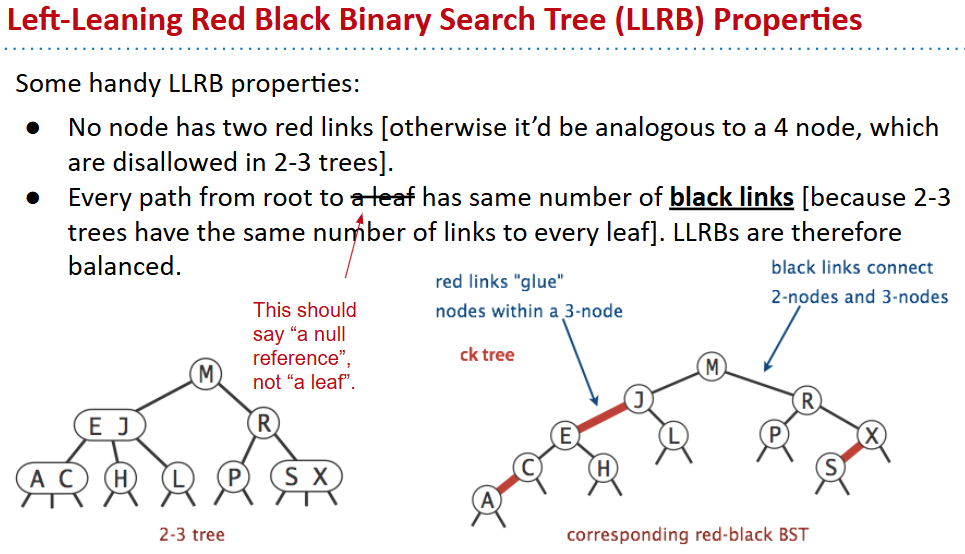 Left-Leaning Red Black Binary Search Tree (LLRB) Properties
Some handy LLRB properties:
● No node has two red links [otherwise it’d be analogous to a 4 node, which
are disallowed in 2-3 trees].
● Every path from root to a leaf has same number of black links [because 2-3
trees have the same number of links to every leaf]. LLRBs are therefore
balanced.
This should
say “a null
reference”,
not “a leaf”.
red links "glue"
nodes within a 3-node
black links connect
2-nodes and 3-nodes
ck tree
M
E J
R
A C
H
L
P
S X
2-3 tree
M
J
R
E
L
P
X
C
H
S
A
corresponding red-black BST